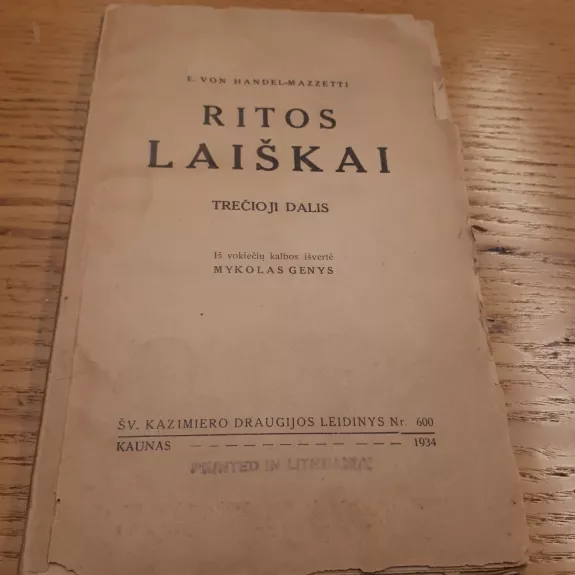 E. VON HANDEL-MAZZETTI
RITOS
LAIŠKAI
TREČIOJI DALIS
Iš vokiečių kalbos išvertė
MYKOLAS GENYS
ŠV. KAZIMIERO DRAUGIJOS LEIDINYS Nr. 600
KAUNAS — — — — — — — — — 1934
PRINTED IN LITHUANIA